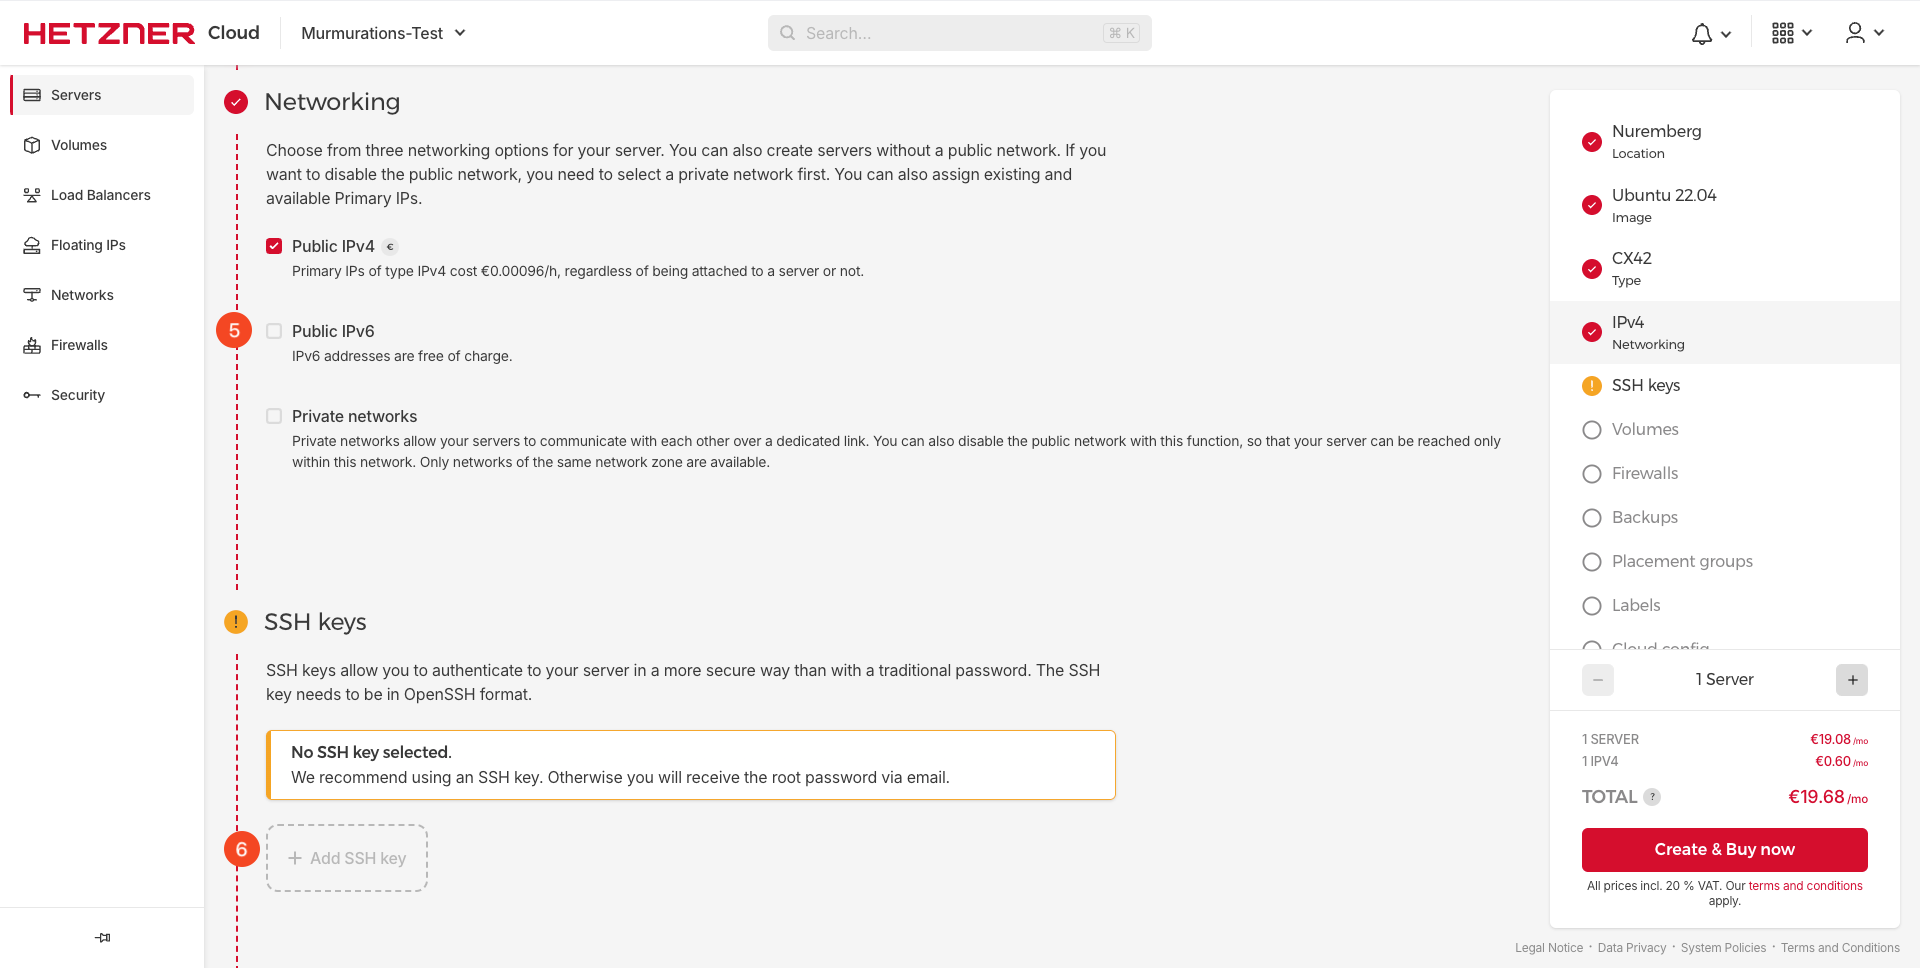 HETZNER Cloud
Murmurations-Test
Search...
⌘ K
Servers
Volumes
Load Balancers
Floating IPs
Networks
Firewalls
Security
Networking
Choose from three networking options for your server. You can also create servers without a public network. If you
want to disable the public network, you need to select a private network first. You can also assign existing and
available Primary IPs.
Public IPv4 €
Primary IPs of type IPv4 cost €0.00096/h, regardless of being attached to a server or not.
5
Public IPv6
IPv6 addresses are free of charge.
Private networks
Private networks allow your servers to communicate with each other over a dedicated link. You can also disable the public network with this function, so that your server can be reached only
within this network. Only networks of the same network zone are available.
! SSH keys
SSH keys allow you to authenticate to your server in a more secure way than with a traditional password. The SSH
key needs to be in OpenSSH format.
No SSH key selected.
We recommend using an SSH key. Otherwise you will receive the root password via email.
6
+ Add SSH key
Nuremberg
Location
Ubuntu 22.04
Image
CX42
Type
IPv4
Networking
! SSH keys
Volumes
Firewalls
Backups
Placement groups
Labels
Cloud config
− 1 Server +
1 SERVER €19.08 /mo
1 IPV4 €0.60 /mo
TOTAL ? €19.68 /mo
Create & Buy now
All prices incl. 20 % VAT. Our terms and conditions
apply.
Legal Notice · Data Privacy · System Policies · Terms and Conditions